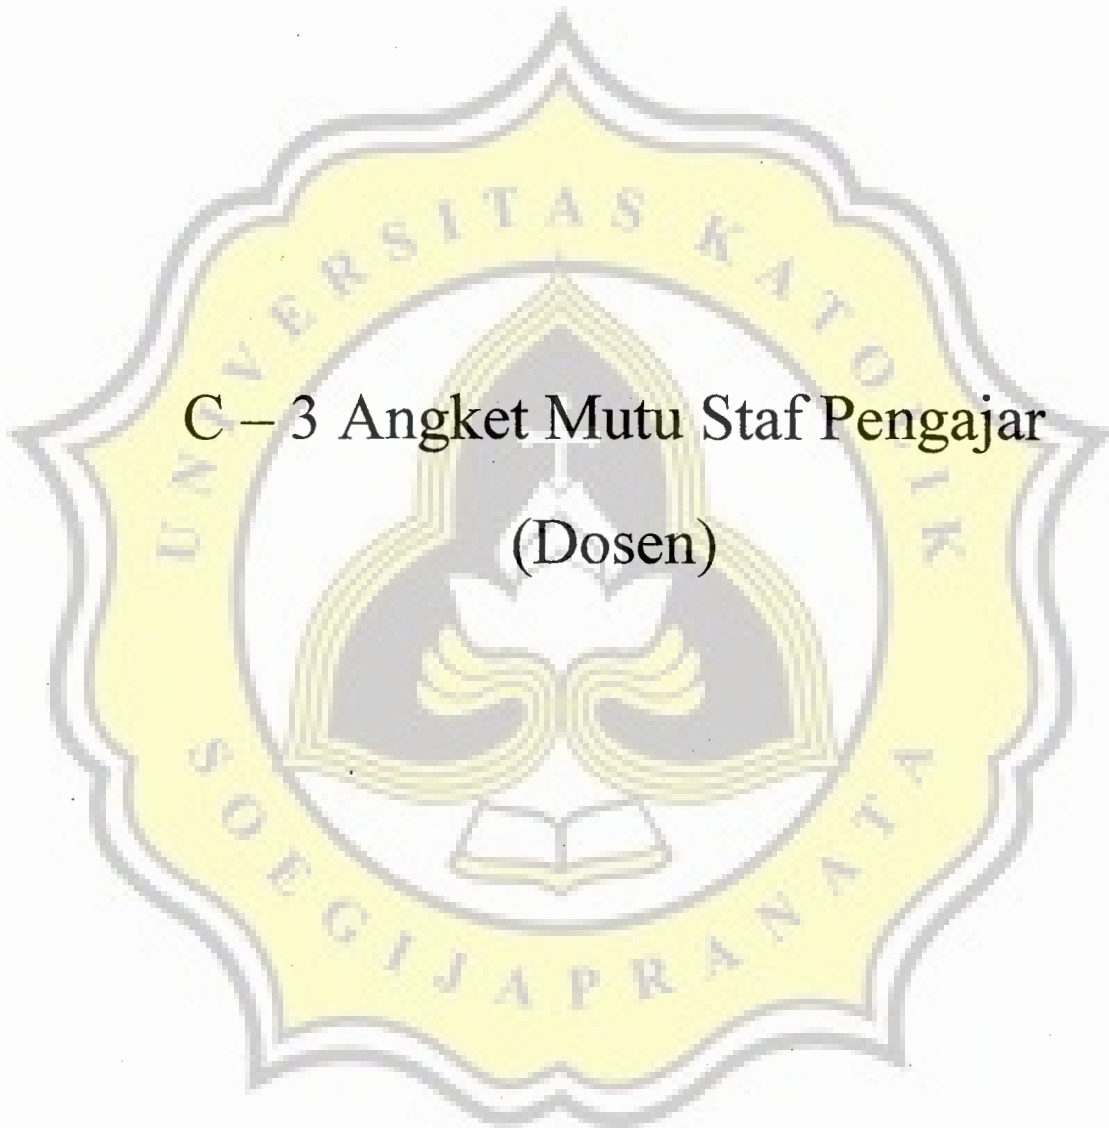 UNIVERSITAS KATOLIK
C – 3 Angket Mutu Staf Pengajar
(Dosen)
SOEGIJAPRANATA